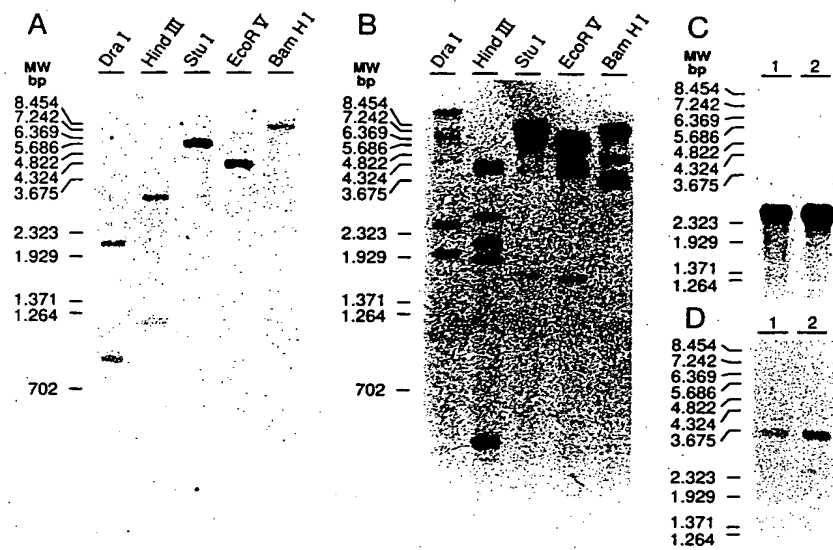 A
Dra I
Hind III
Stu I
EcoR V
Bam H I
MW
bp
8.454
7.242
6.369
5.686
4.822
4.324
3.675
2.323
1.929
1.371
1.264
702
B
Dra I
Hind III
Stu I
EcoR V
Bam H I
MW
bp
8.454
7.242
6.369
5.686
4.822
4.324
3.675
2.323
1.929
1.371
1.264
702
C
1
2
MW
bp
8.454
7.242
6.369
5.686
4.822
4.324
3.675
2.323
1.929
1.371
1.264
D
1
2
8.454
7.242
6.369
5.686
4.822
4.324
3.675
2.323
1.929
1.371
1.264